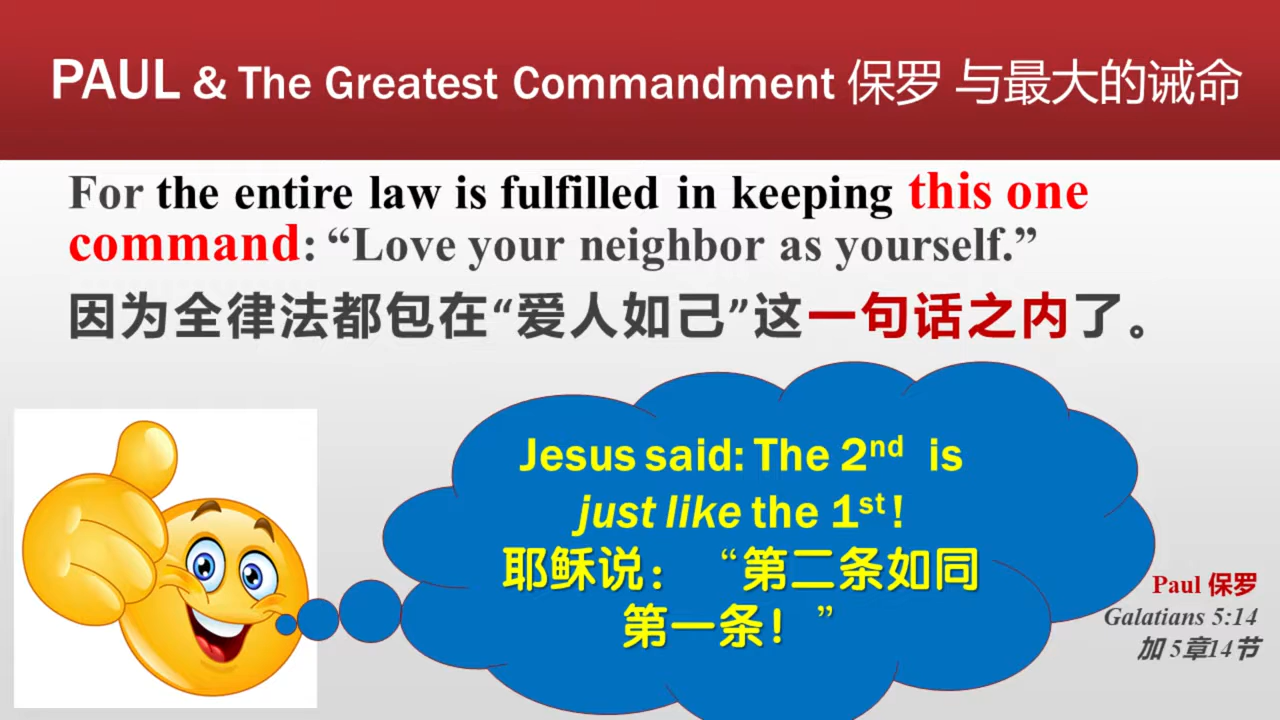 PAUL & The Greatest Commandment 保罗 与最大的诫命
For the entire law is fulfilled in keeping this one
command: “Love your neighbor as yourself.”
因为全律法都包在“爱人如己”这一句话之内了。
Jesus said: The 2nd is
just like the 1st !
耶稣说： “第二条如同
第一条！”
Paul 保罗
Galatians 5:14
加 5章14节